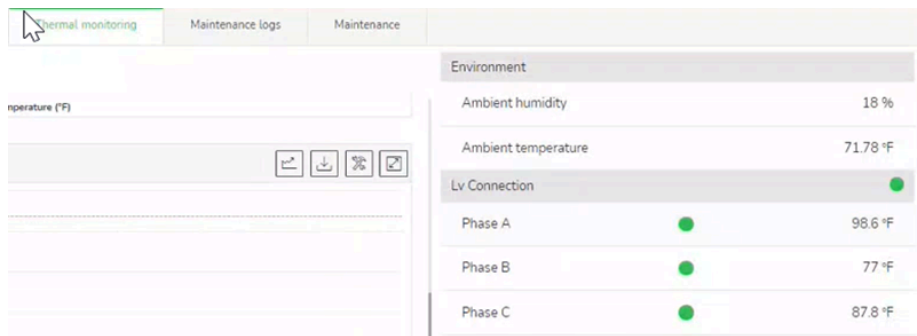 Thermal monitoring
Maintenance logs
Maintenance
nperature (°F)
Environment
Ambient humidity 18 %
Ambient temperature 71.78 °F
Lv Connection
Phase A 98.6 °F
Phase B 77 °F
Phase C 87.8 °F